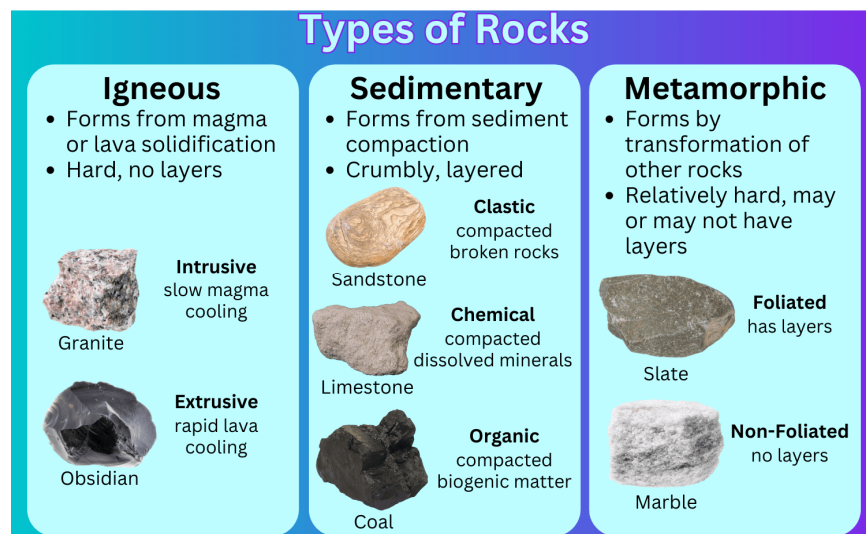 Types of Rocks
Igneous
• Forms from magma
or lava solidification
• Hard, no layers
Intrusive
slow magma
cooling
Granite
Extrusive
rapid lava
cooling
Obsidian
Sedimentary
• Forms from sediment
compaction
• Crumbly, layered
Clastic
compacted
broken rocks
Sandstone
Chemical
compacted
dissolved minerals
Limestone
Organic
compacted
biogenic matter
Coal
Metamorphic
• Forms by
transformation of
other rocks
• Relatively hard, may
or may not have
layers
Foliated
has layers
Slate
Non-Foliated
no layers
Marble